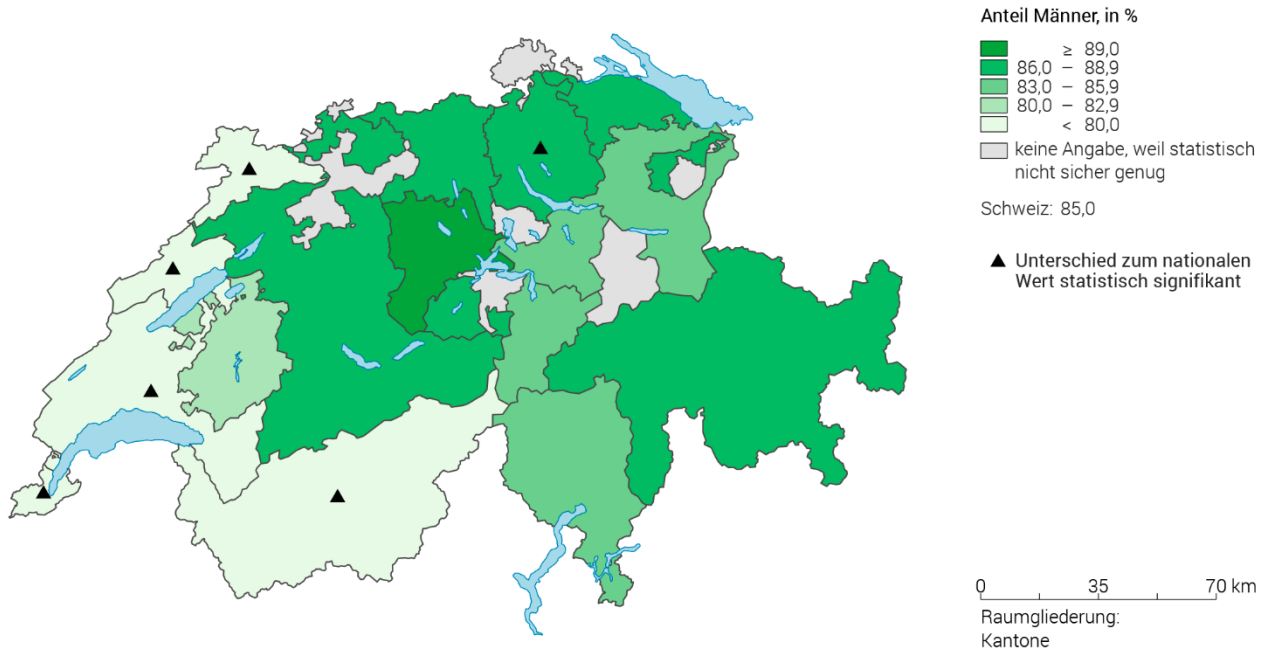 Anteil Männer, in %
≥ 89,0
86,0 – 88,9
83,0 – 85,9
80,0 – 82,9
< 80,0
keine Angabe, weil statistisch
nicht sicher genug
Schweiz: 85,0
▲ Unterschied zum nationalen
Wert statistisch signifikant
0 35 70 km
Raumgliederung:
Kantone